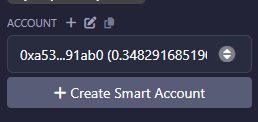 ACCOUNT
0xa53...91ab0 (0.34829168519
Create Smart Account